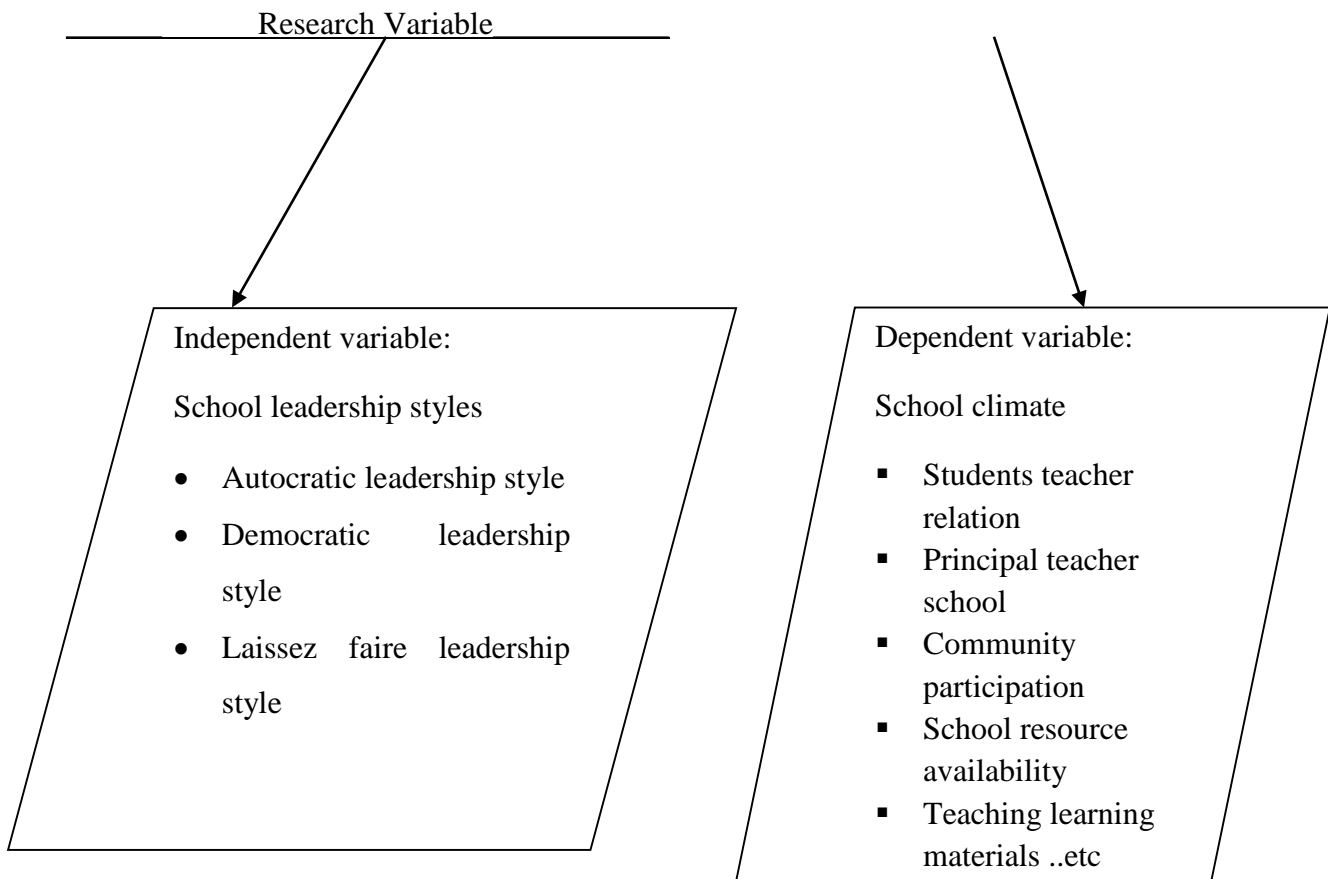 Research Variable
Independent variable:
School leadership styles
• Autocratic leadership style
• Democratic leadership
style
• Laissez faire leadership
style
Dependent variable:
School climate
▪ Students teacher
relation
▪ Principal teacher
school
▪ Community
participation
▪ School resource
availability
▪ Teaching learning
materials ..etc